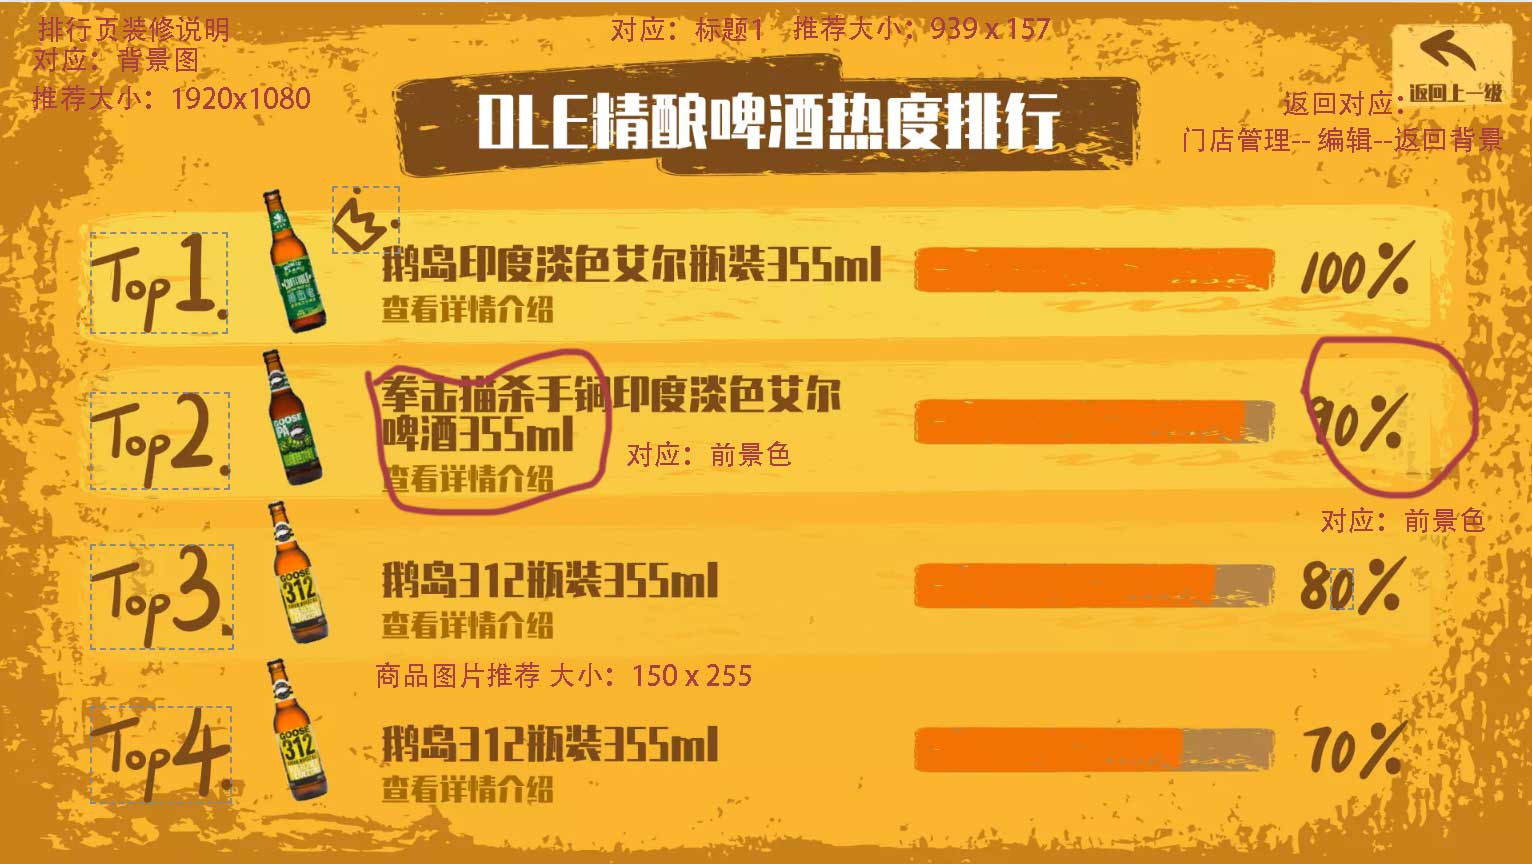 排行页装修说明
对应：背景图
推荐大小：1920x1080
对应：标题1 推荐大小：939 x 157
返回上一级
返回对应：
门店管理-- 编辑--返回背景
OLE精酿啤酒热度排行
Top1.
鹅岛印度淡色艾尔瓶装355ml
查看详情介绍
100%
Top2.
GOOSE
IPA
拳击猫杀手锏印度淡色艾尔
啤酒355ml
查看详情介绍
对应：前景色
90%
对应：前景色
Top3.
GOOSE
312
鹅岛312瓶装355ml
查看详情介绍
80%
商品图片推荐 大小：150 x 255
Top4.
GOOSE
312
鹅岛312瓶装355ml
查看详情介绍
70%